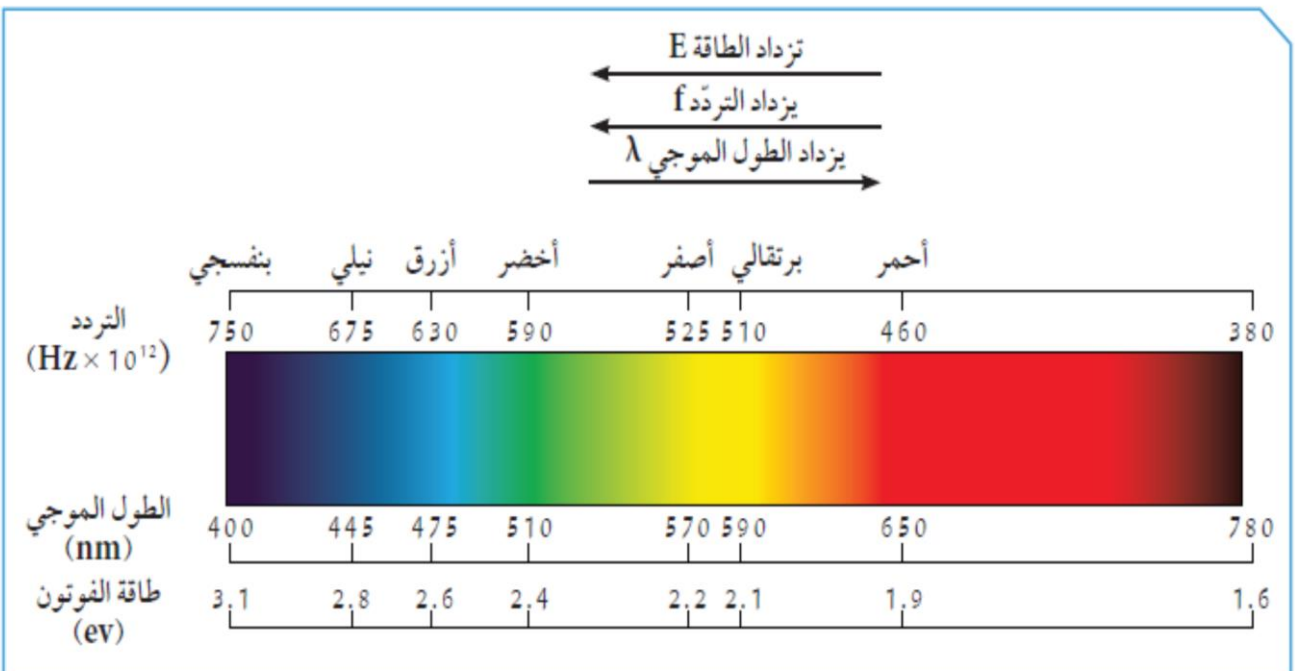 تزداد الطاقة E
يزداد التردّد f
يزداد الطول الموجي λ
بنفسجي نيلي أزرق أخضر أصفر برتقالي أحمر
التردد
(Hz × 10¹²)
750 675 630 590 525 510 460 380
الطول الموجي
(nm)
400 445 475 510 570 590 650 780
طاقة الفوتون
(ev)
3.1 2.8 2.6 2.4 2.2 2.1 1.9 1.6